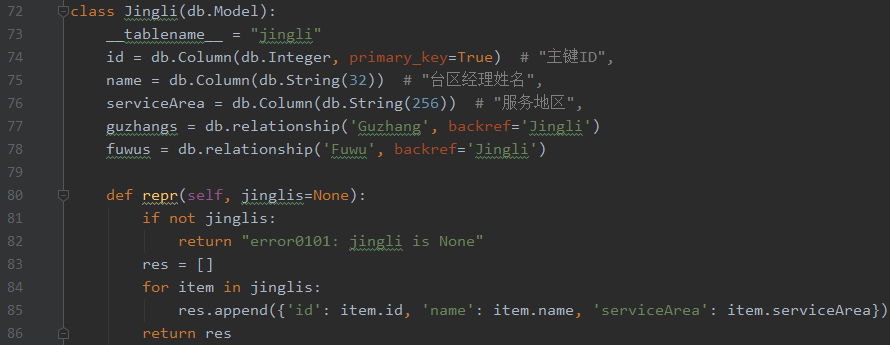 72 class Jingli(db.Model):
73     __tablename__ = "jingli"
74     id = db.Column(db.Integer, primary_key=True)  # "主键ID",
75     name = db.Column(db.String(32))  # "台区经理姓名",
76     serviceArea = db.Column(db.String(256))  # "服务地区",
77     guzhangs = db.relationship('Guzhang', backref='Jingli')
78     fuwus = db.relationship('Fuwu', backref='Jingli')
79
80     def repr(self, jinglis=None):
81         if not jinglis:
82             return "error0101: jingli is None"
83         res = []
84         for item in jinglis:
85             res.append({'id': item.id, 'name': item.name, 'serviceArea': item.serviceArea})
86         return res